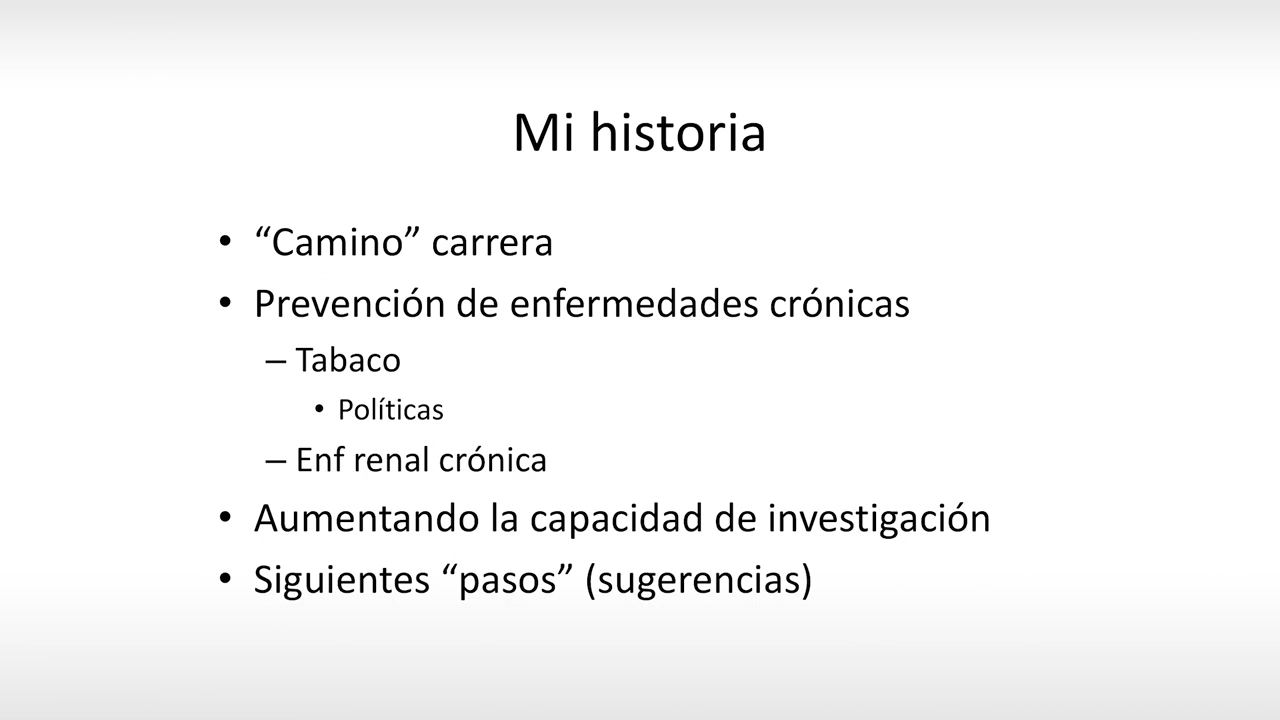 Mi historia
• “Camino” carrera
• Prevención de enfermedades crónicas
– Tabaco
• Políticas
– Enf renal crónica
• Aumentando la capacidad de investigación
• Siguientes “pasos” (sugerencias)